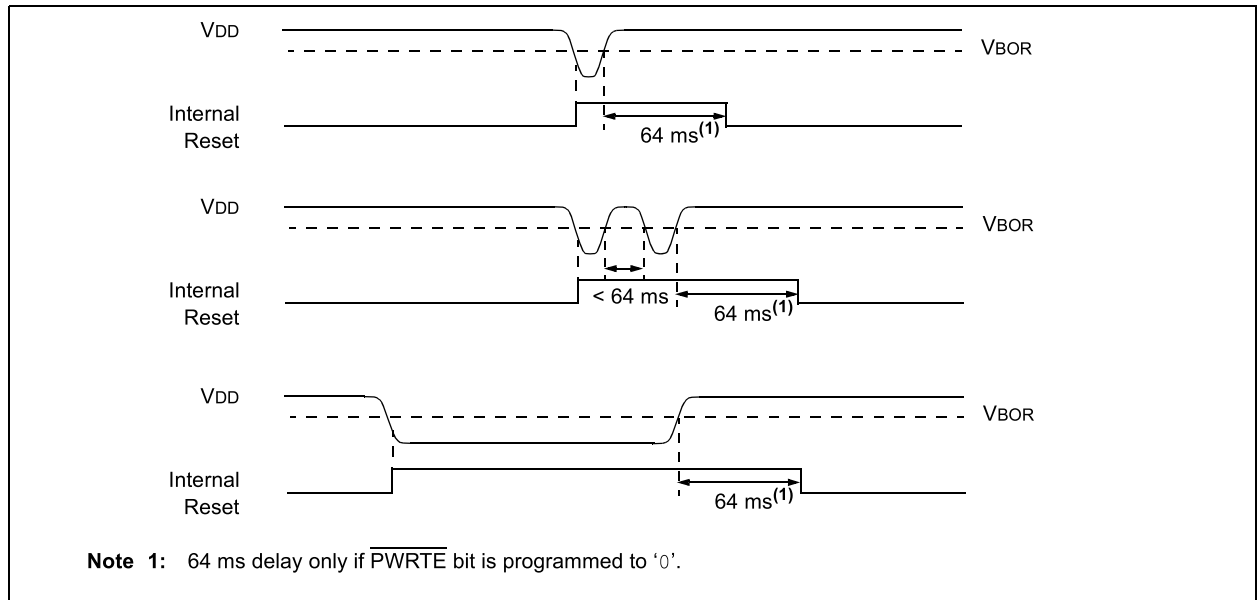 VDD
VBOR
Internal
Reset
64 ms(1)
VDD
VBOR
Internal
Reset
< 64 ms
64 ms(1)
VDD
VBOR
Internal
Reset
64 ms(1)
Note 1: 64 ms delay only if PWRTE bit is programmed to ‘0’.